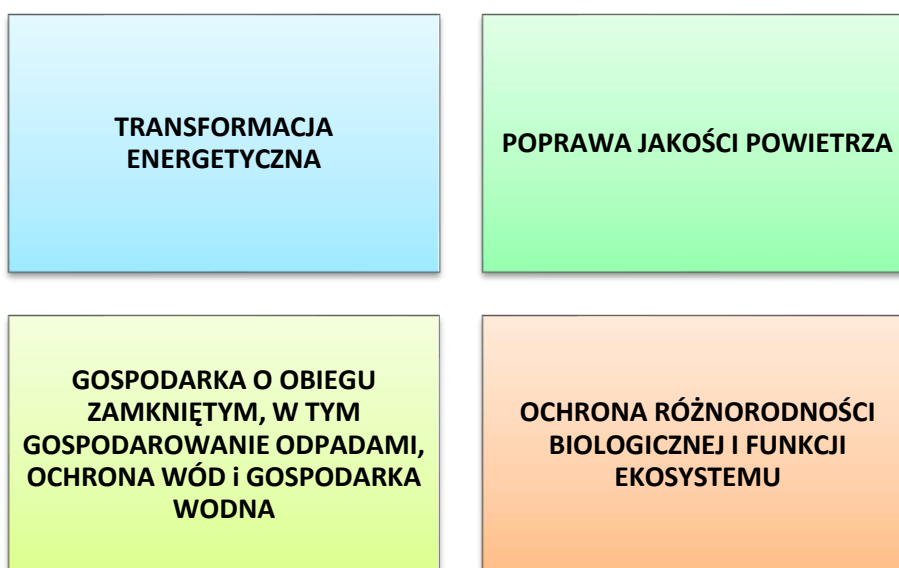 TRANSFORMACJA
ENERGETYCZNA
POPRAWA JAKOŚCI POWIETRZA
GOSPODARKA O OBIEGU
ZAMKNIĘTYM, W TYM
GOSPODAROWANIE ODPADAMI,
OCHRONA WÓD i GOSPODARKA
WODNA
OCHRONA RÓŻNORODNOŚCI
BIOLOGICZNEJ I FUNKCJI
EKOSYSTEMU